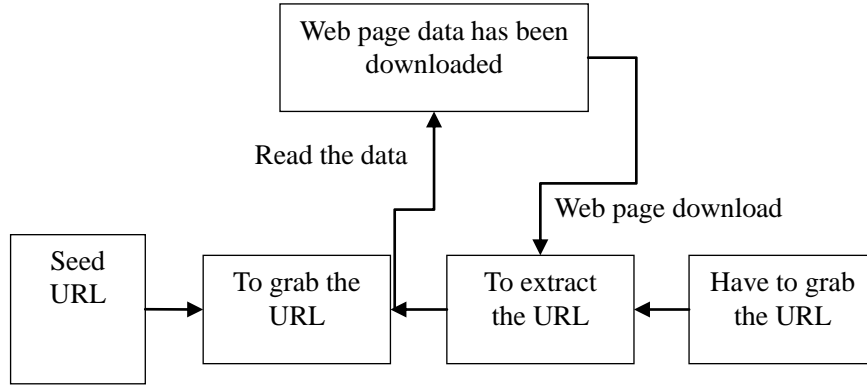 Web page data has been
downloaded
Read the data
Web page download
Seed
URL
To grab the
URL
To extract
the URL
Have to grab
the URL